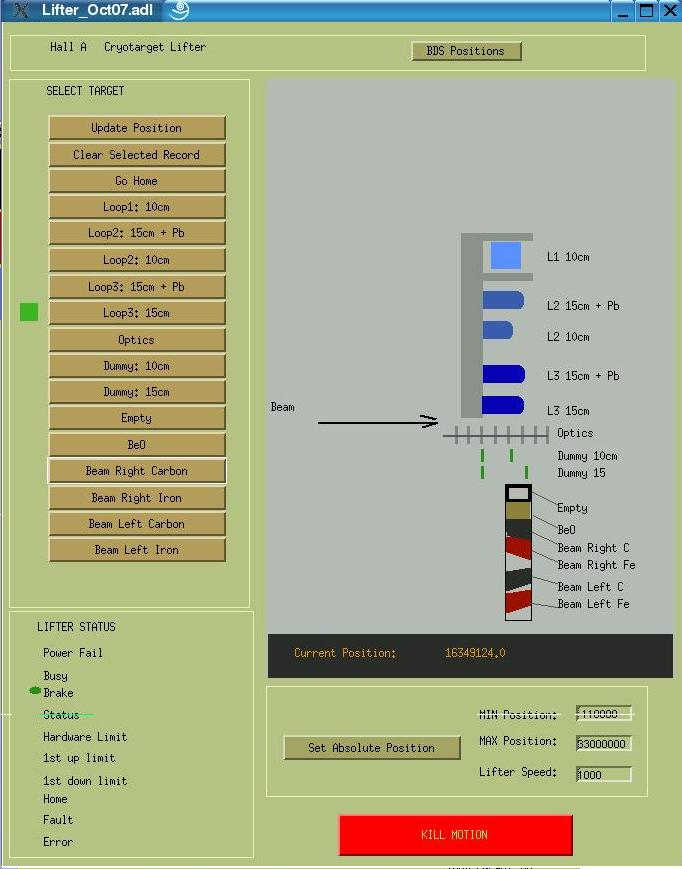 Lifter_Oct07.adl
Hall A Cryotarget Lifter
BDS Positions
SELECT TARGET
Update Position
Clear Selected Record
Go Home
Loop1: 10cm
Loop2: 15cm + Pb
Loop2: 10cm
Loop3: 15cm + Pb
Loop3: 15cm
Optics
Dummy: 10cm
Dummy: 15cm
Empty
BeO
Beam Right Carbon
Beam Right Iron
Beam Left Carbon
Beam Left Iron
L1 10cm
L2 15cm + Pb
L2 10cm
L3 15cm + Pb
L3 15cm
Beam
Optics
Dummy 10cm
Dummy 15
Empty
BeO
Beam Right C
Beam Right Fe
Beam Left C
Beam Left Fe
Current Position: 16349124.0
LIFTER STATUS
Power Fail
Busy
Brake
Status
Hardware Limit
1st up limit
1st down limit
Home
Fault
Error
Set Absolute Position
MIN Position:
MAX Position: 33000000
Lifter Speed: 1000
KILL MOTION